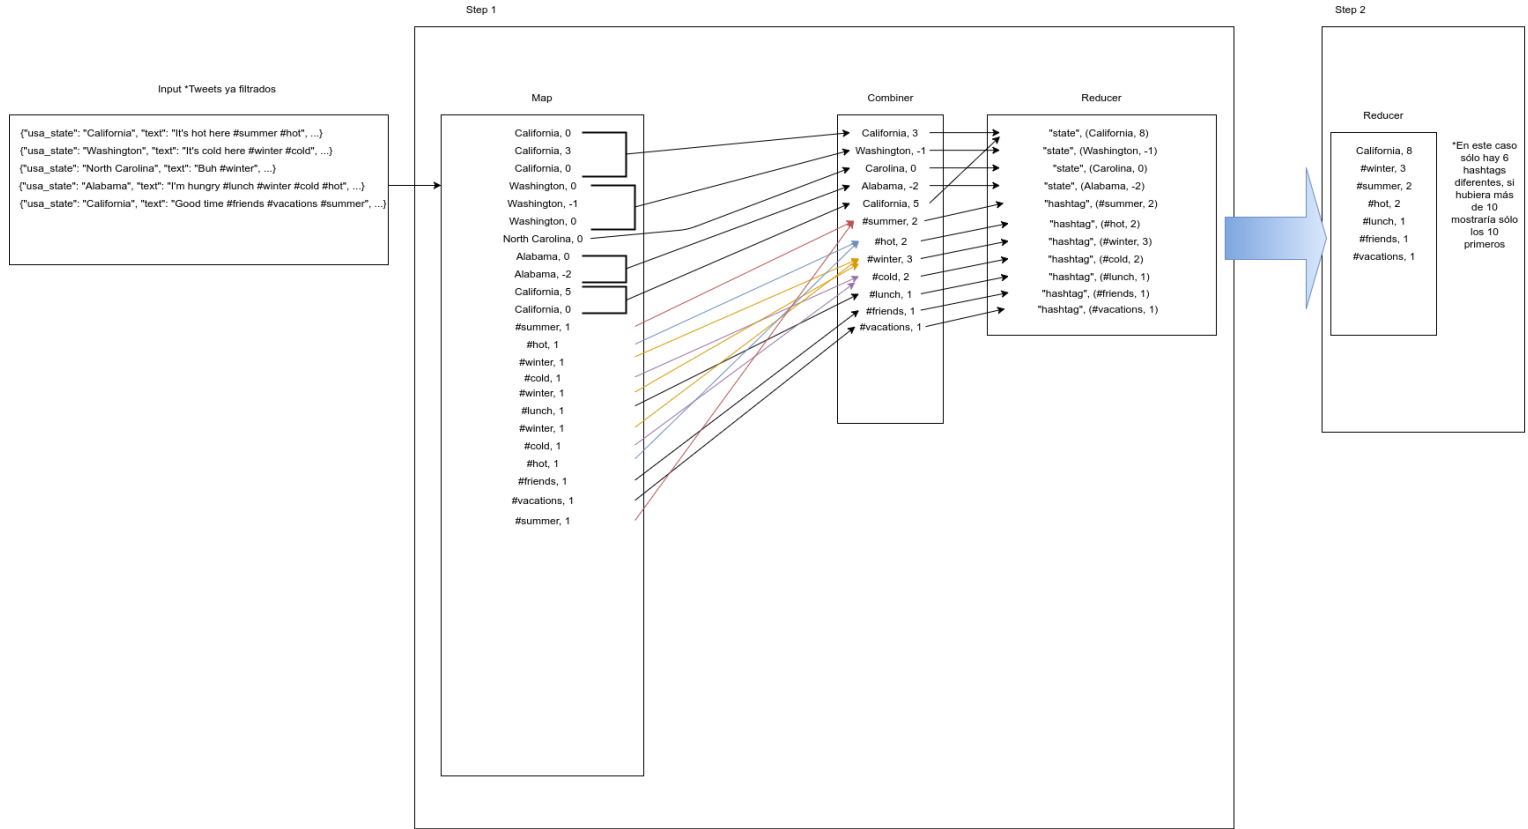 Step 1
Step 2
Input *Tweets ya filtrados
{"usa_state": "California", "text": "It's hot here #summer #hot", ...}
{"usa_state": "Washington", "text": "It's cold here #winter #cold", ...}
{"usa_state": "North Carolina", "text": "Buh #winter", ...}
{"usa_state": "Alabama", "text": "I'm hungry #lunch #winter #cold #hot", ...}
{"usa_state": "California", "text": "Good time #friends #vacations #summer", ...}
Map
California, 0
California, 3
California, 0
Washington, 0
Washington, -1
Washington, 0
North Carolina, 0
Alabama, 0
Alabama, -2
California, 5
California, 0
#summer, 1
#hot, 1
#winter, 1
#cold, 1
#winter, 1
#lunch, 1
#winter, 1
#cold, 1
#hot, 1
#friends, 1
#vacations, 1
#summer, 1
Combiner
California, 3
Washington, -1
Carolina, 0
Alabama, -2
California, 5
#summer, 2
#hot, 2
#winter, 3
#cold, 2
#lunch, 1
#friends, 1
#vacations, 1
Reducer
"state", (California, 8)
"state", (Washington, -1)
"state", (Carolina, 0)
"state", (Alabama, -2)
"hashtag", (#summer, 2)
"hashtag", (#hot, 2)
"hashtag", (#winter, 3)
"hashtag", (#cold, 2)
"hashtag", (#lunch, 1)
"hashtag", (#friends, 1)
"hashtag", (#vacations, 1)
Reducer
California, 8
#winter, 3
#summer, 2
#hot, 2
#lunch, 1
#friends, 1
#vacations, 1
*En este caso
sólo hay 6
hashtags
diferentes, si
hubiera más
de 10
mostraría sólo
los 10
primeros